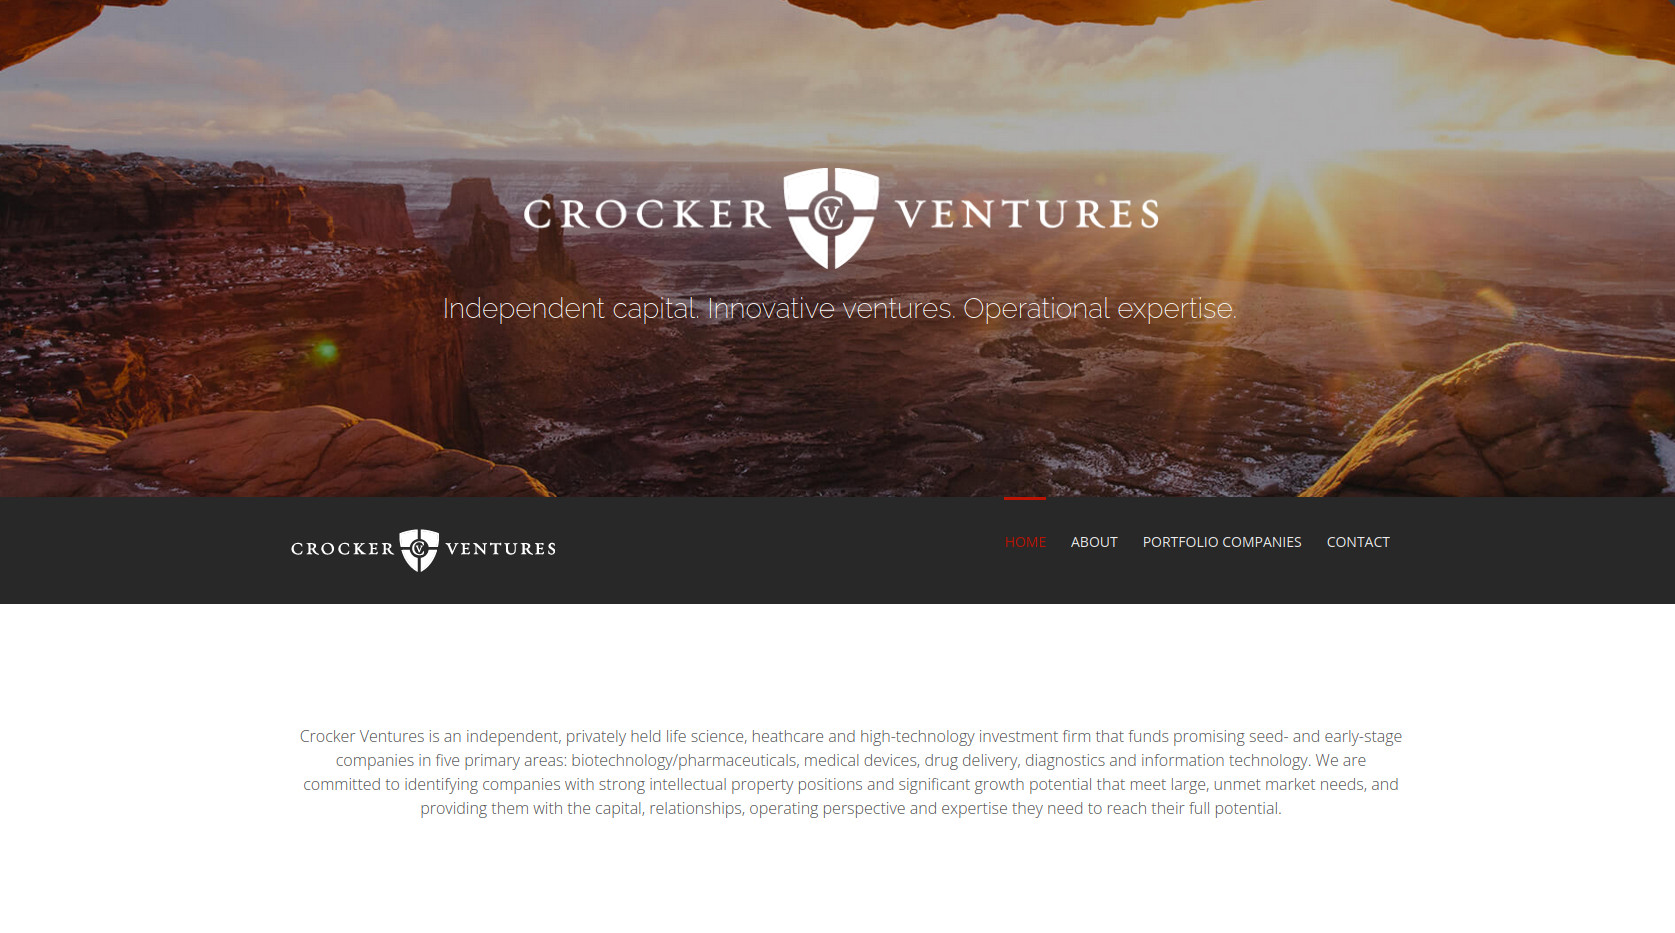 CROCKER CV VENTURES
Independent capital. Innovative ventures. Operational expertise.
CROCKER CV VENTURES
HOME ABOUT PORTFOLIO COMPANIES CONTACT
Crocker Ventures is an independent, privately held life science, heathcare and high-technology investment firm that funds promising seed- and early-stage
companies in five primary areas: biotechnology/pharmaceuticals, medical devices, drug delivery, diagnostics and information technology. We are
committed to identifying companies with strong intellectual property positions and significant growth potential that meet large, unmet market needs, and
providing them with the capital, relationships, operating perspective and expertise they need to reach their full potential.